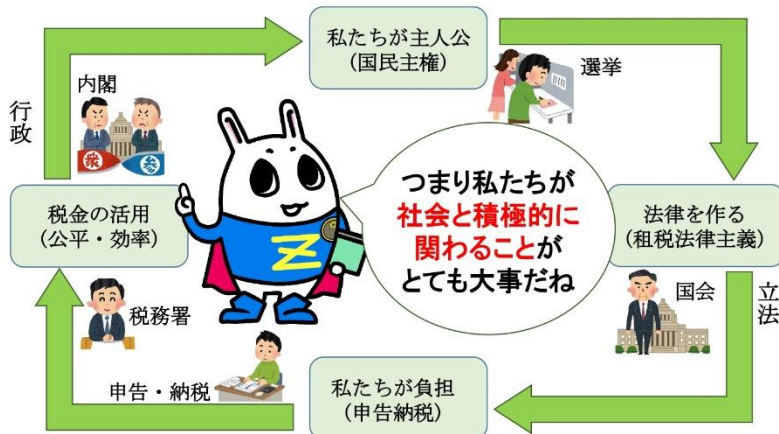 私たちが主人公
(国民主権)
選挙
内閣
行政
衆
参
税金の活用
(公平・効率)
つまり私たちが
社会と積極的に
関わることが
とても大事だね
Z
法律を作る
(租税法律主義)
国会
立法
税務署
申告・納税
私たちが負担
(申告納税)